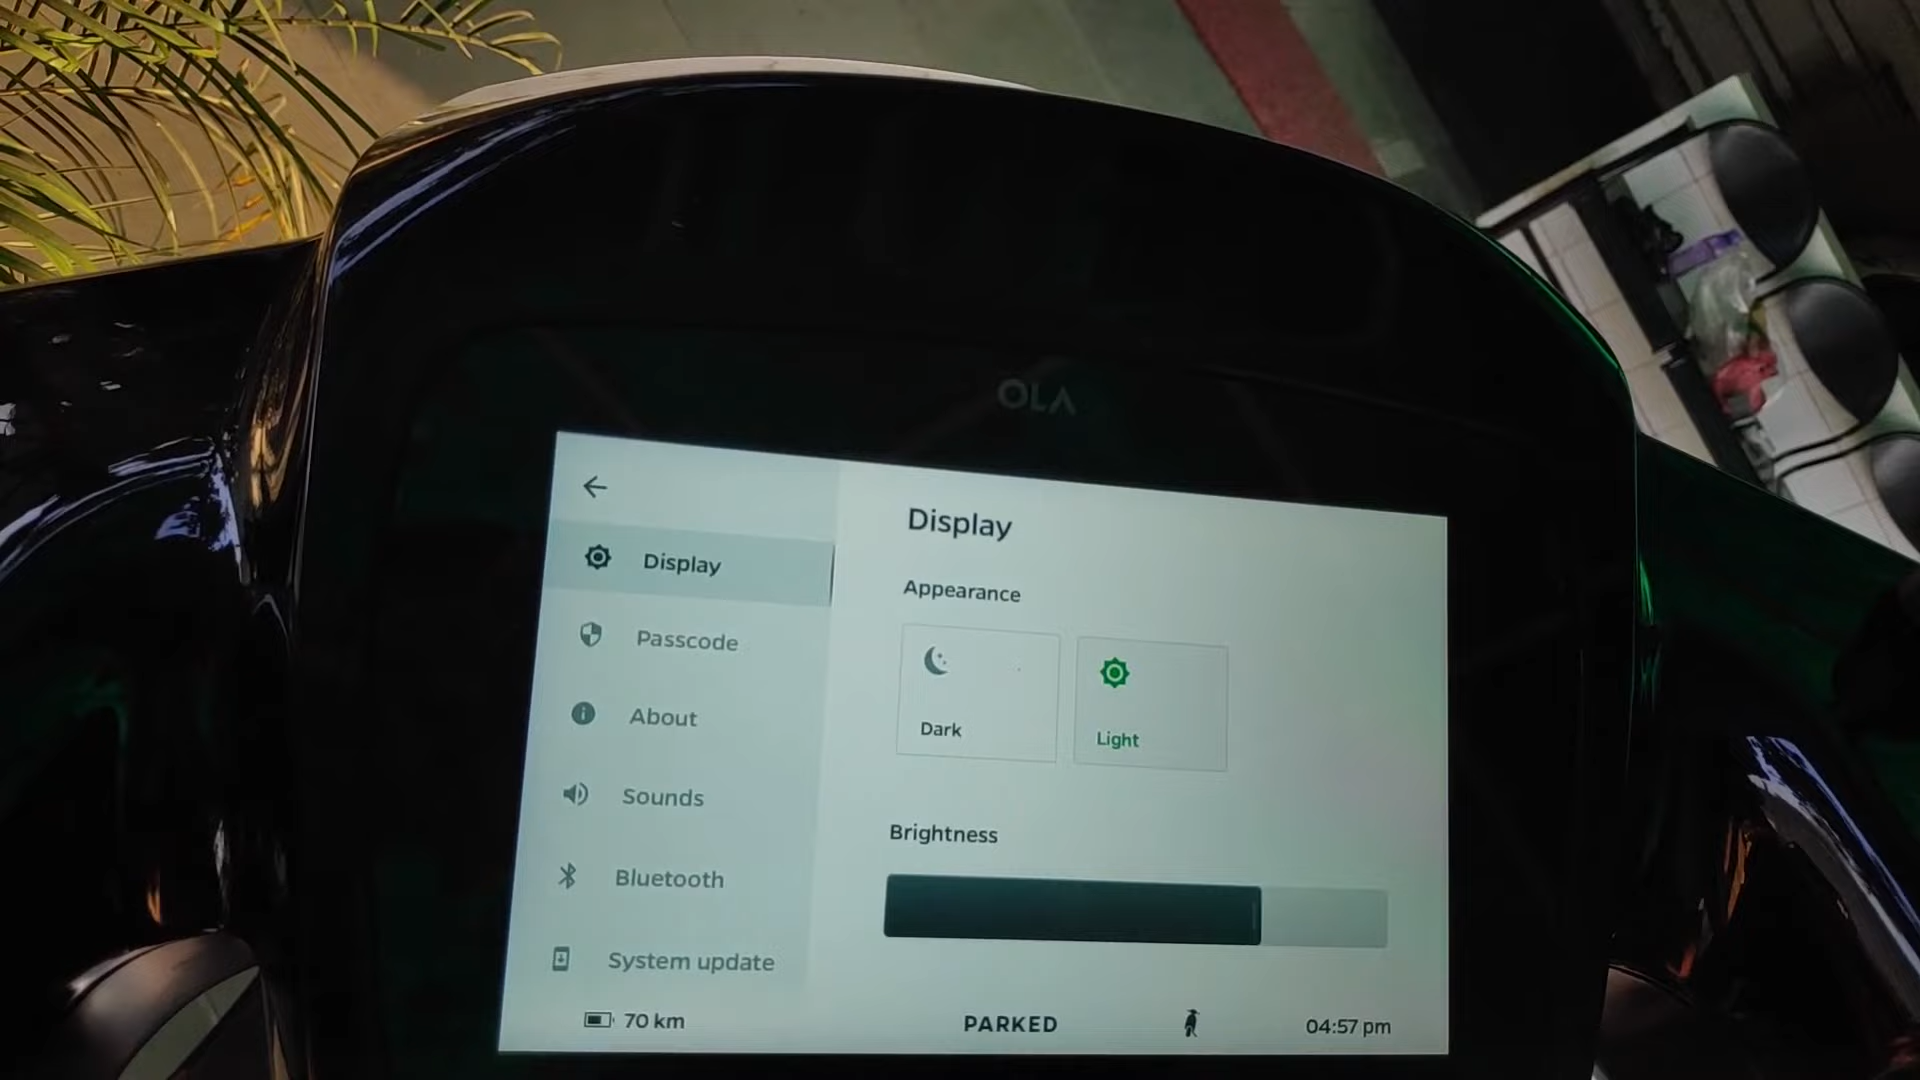 OLA
Display
Passcode
About
Sounds
Bluetooth
System update
Display
Appearance
Dark
Light
Brightness
70 km
PARKED
04:57 pm